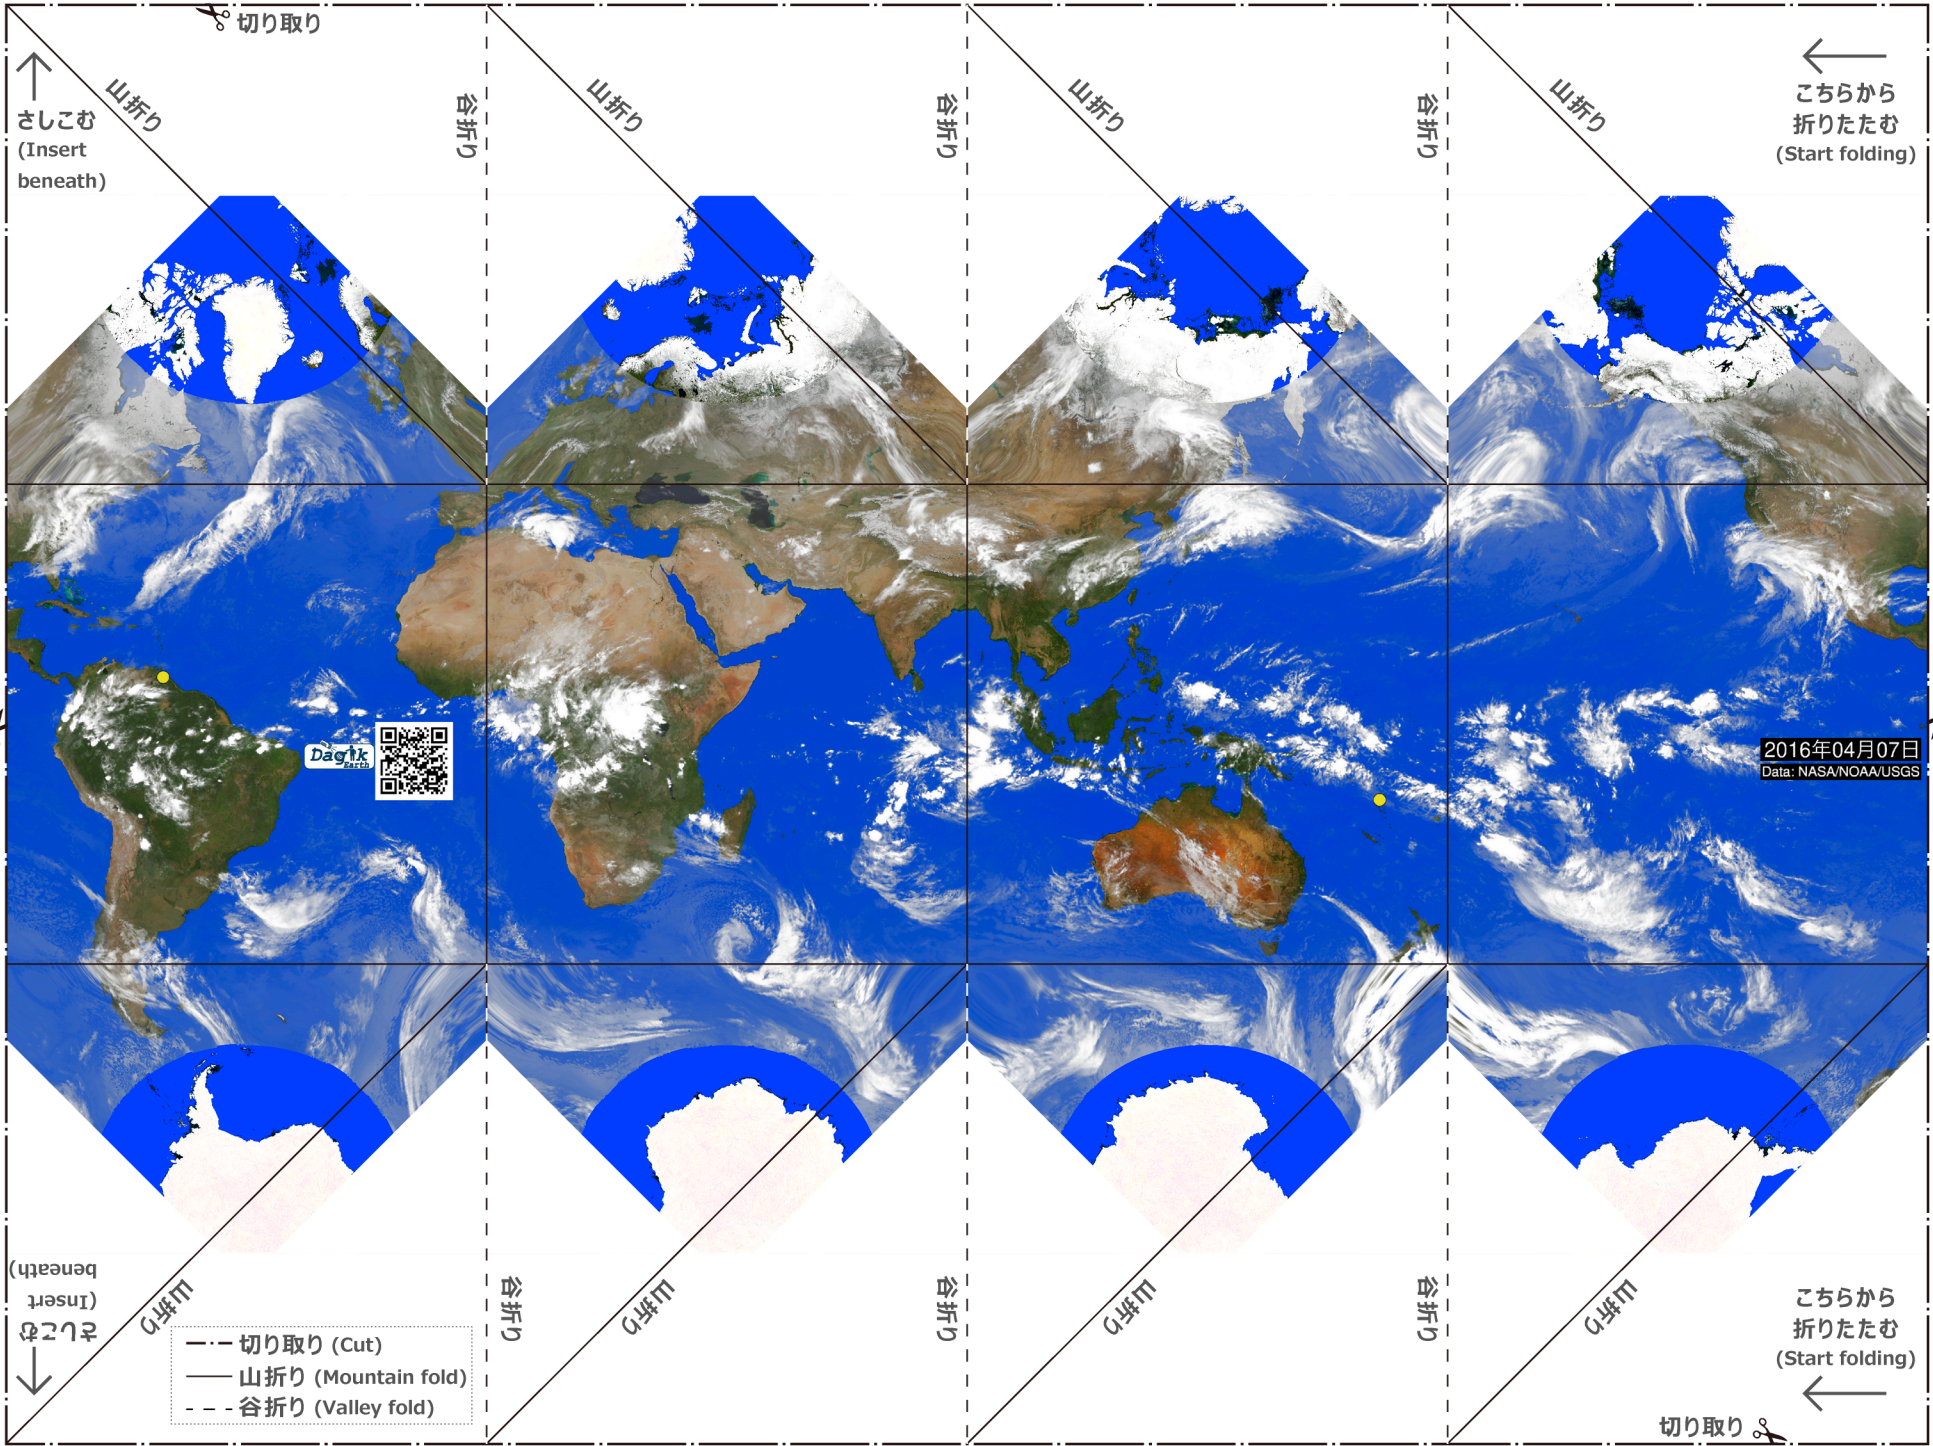 切り取り
山折り
谷折り
山折り
谷折り
山折り
谷折り
山折り
さしこむ
(Insert
beneath)
こちらから
折りたたむ
(Start folding)
Dagik
Earth
2016年04月07日
Data: NASA/NOAA/USGS
さしこむ
(Insert
beneath)
山折り
谷折り
山折り
谷折り
山折り
谷折り
山折り
切り取り (Cut)
山折り (Mountain fold)
谷折り (Valley fold)
こちらから
折りたたむ
(Start folding)
切り取り